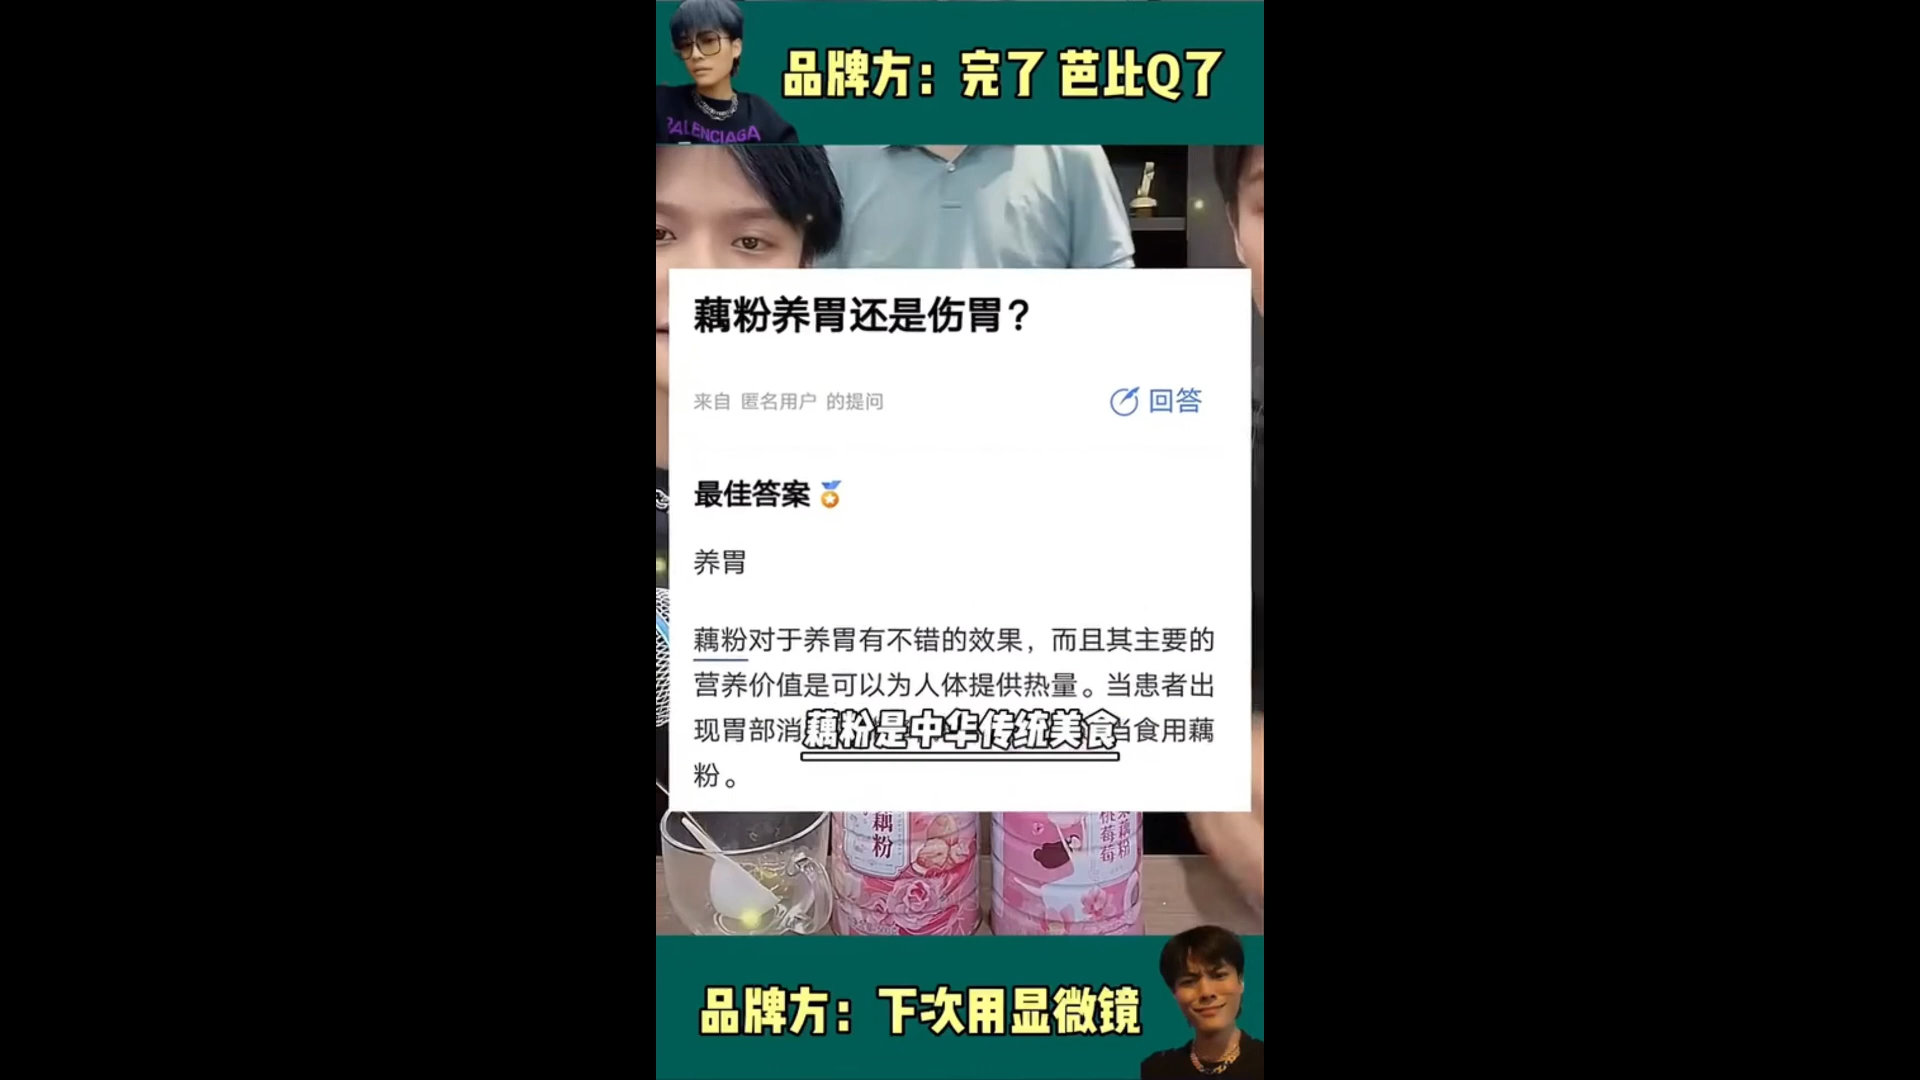 品牌方：完了 芭比Q了
BALENCIAGA
藕粉养胃还是伤胃？
来自 匿名用户 的提问
回答
最佳答案
养胃
藕粉对于养胃有不错的效果，而且其主要的
营养价值是可以为人体提供热量。当患者出
现胃部消
当食用藕
粉。
藕粉是中华传统美食
藕粉
藕粉
桃莓莓
品牌方：下次用显微镜